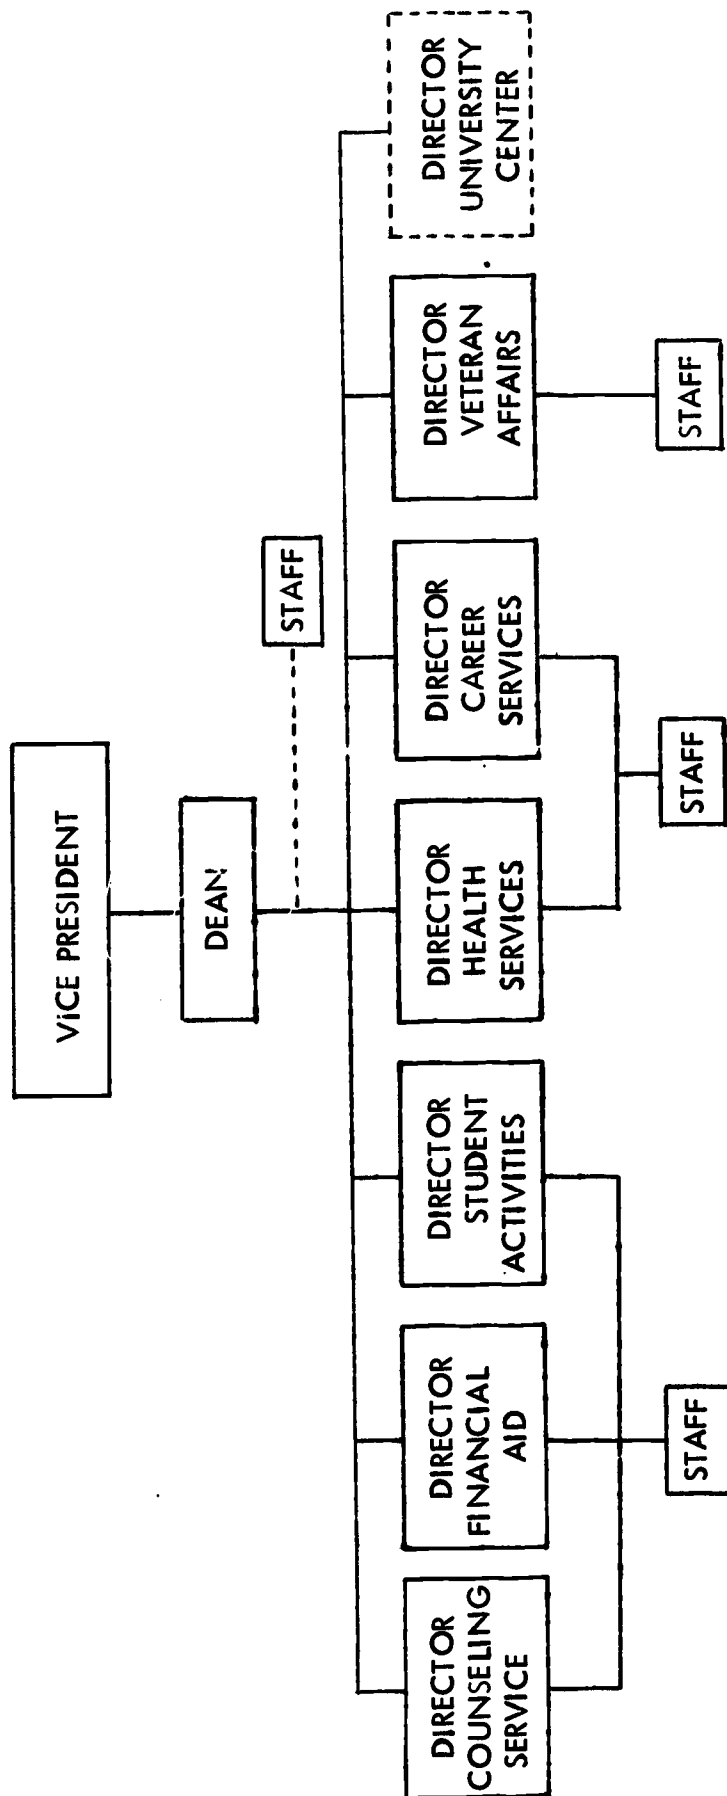 ViCE PRESIDENT
DEAN
STAFF
DIRECTOR
COUNSELING
SERVICE
DIRECTOR
FINANCIAL
AID
DIRECTOR
STUDENT
ACTIVITIES
DIRECTOR
HEALTH
SERVICES
DIRECTOR
CAREER
SERVICES
DIRECTOR
VETERAN
AFFAIRS
DIRECTOR
UNIVERSITY
CENTER
STAFF
STAFF
STAFF